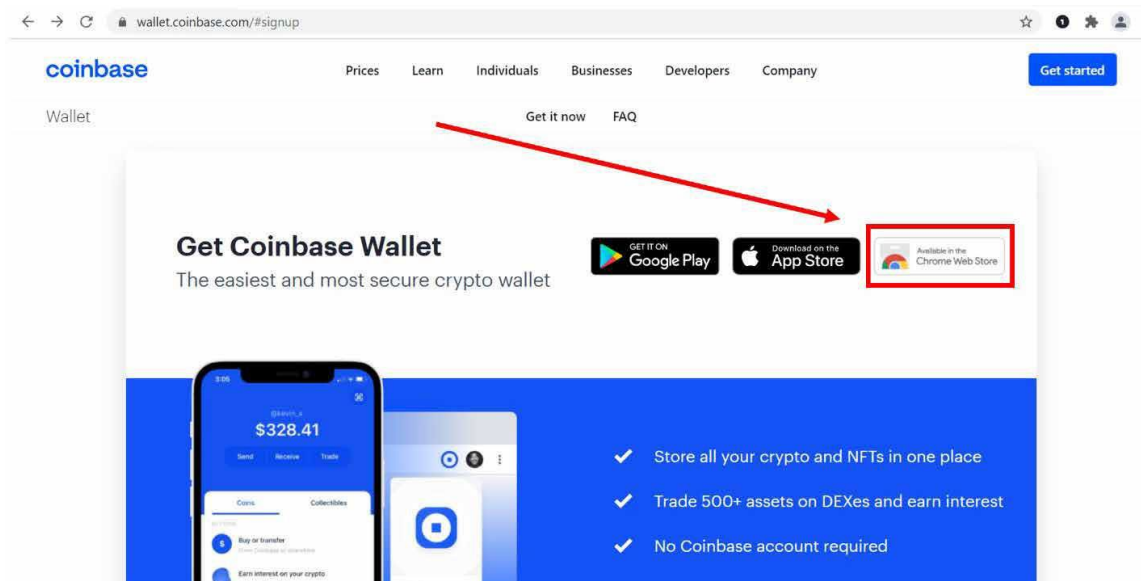 wallet.coinbase.com/#signup
coinbase
Prices Learn Individuals Businesses Developers Company
Get started
Wallet
Get it now FAQ
Get Coinbase Wallet
The easiest and most secure crypto wallet
GET IT ON
Google Play
Download on the
App Store
Available in the
Chrome Web Store
3:05
@kevin_x
$328.41
Send Receive Trade
Coins Collectibles
Buy or transfer
Earn interest on your crypto
Store all your crypto and NFTs in one place
Trade 500+ assets on DEXes and earn interest
No Coinbase account required